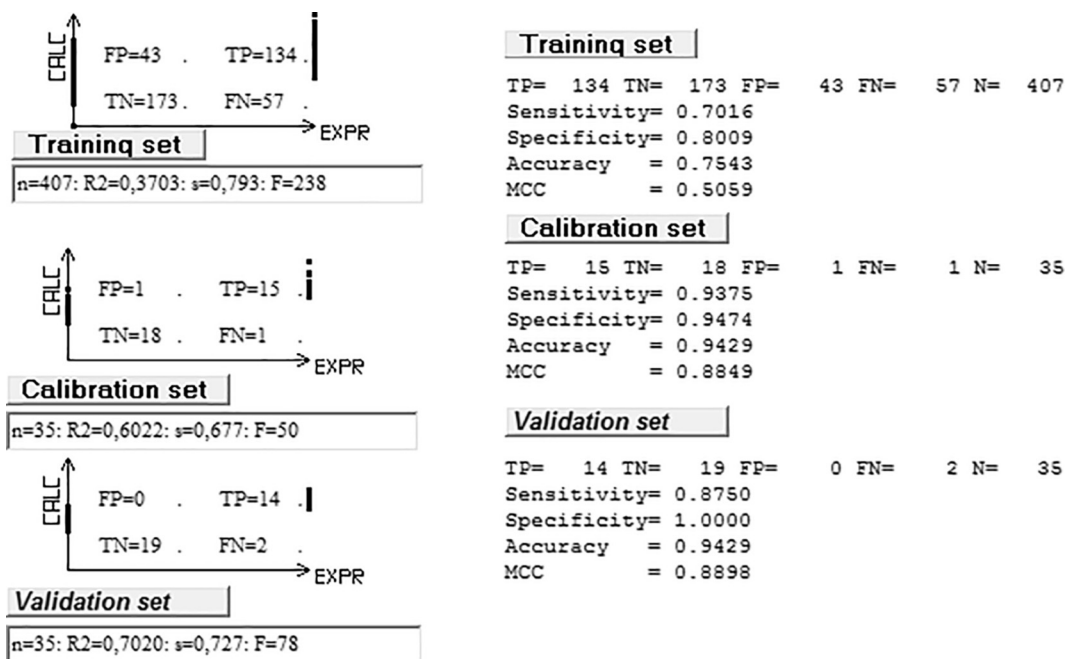 CALC
FP=43 . TP=134 .
TN=173 . FN=57 .
EXPR
Training set
n=407: R2=0,3703: s=0,793: F=238
CALC
FP=1 . TP=15 .
TN=18 . FN=1 .
EXPR
Calibration set
n=35: R2=0,6022: s=0,677: F=50
CALC
FP=0 . TP=14 .
TN=19 . FN=2 .
EXPR
Validation set
n=35: R2=0,7020: s=0,727: F=78
Training set
TP= 134 TN= 173 FP= 43 FN= 57 N= 407
Sensitivity= 0.7016
Specificity= 0.8009
Accuracy = 0.7543
MCC = 0.5059
Calibration set
TP= 15 TN= 18 FP= 1 FN= 1 N= 35
Sensitivity= 0.9375
Specificity= 0.9474
Accuracy = 0.9429
MCC = 0.8849
Validation set
TP= 14 TN= 19 FP= 0 FN= 2 N= 35
Sensitivity= 0.8750
Specificity= 1.0000
Accuracy = 0.9429
MCC = 0.8898